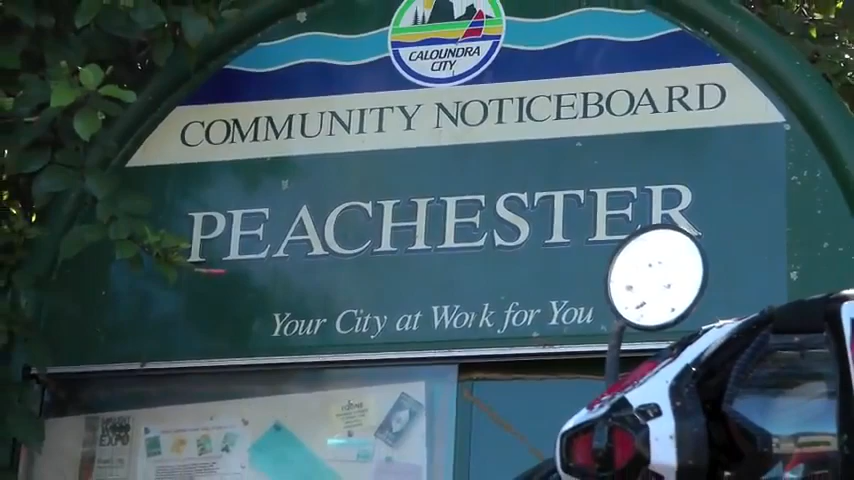 CALOUNDRA
CITY
COMMUNITY NOTICEBOARD
PEACHESTER
Your City at Work for You
EXPO